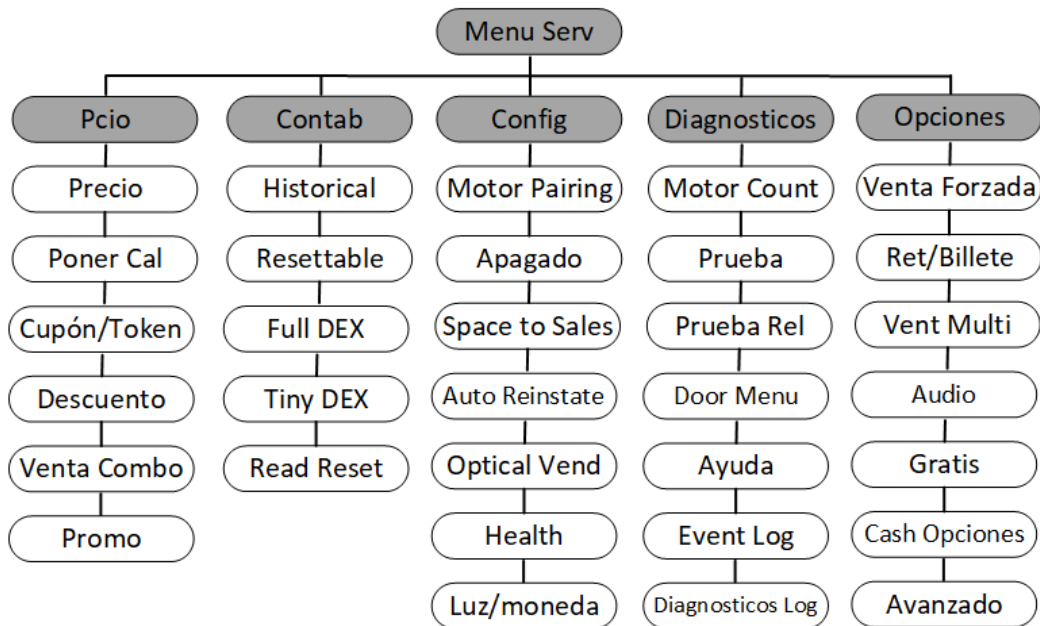 Menu Serv
Pcio
Contab
Config
Diagnosticos
Opciones
Precio
Historical
Motor Pairing
Motor Count
Venta Forzada
Poner Cal
Resettable
Apagado
Prueba
Ret/Billete
Cupón/Token
Full DEX
Space to Sales
Prueba Rel
Vent Multi
Descuento
Tiny DEX
Auto Reinstate
Door Menu
Audio
Venta Combo
Read Reset
Optical Vend
Ayuda
Gratis
Promo
Health
Event Log
Cash Opciones
Luz/moneda
Diagnosticos Log
Avanzado